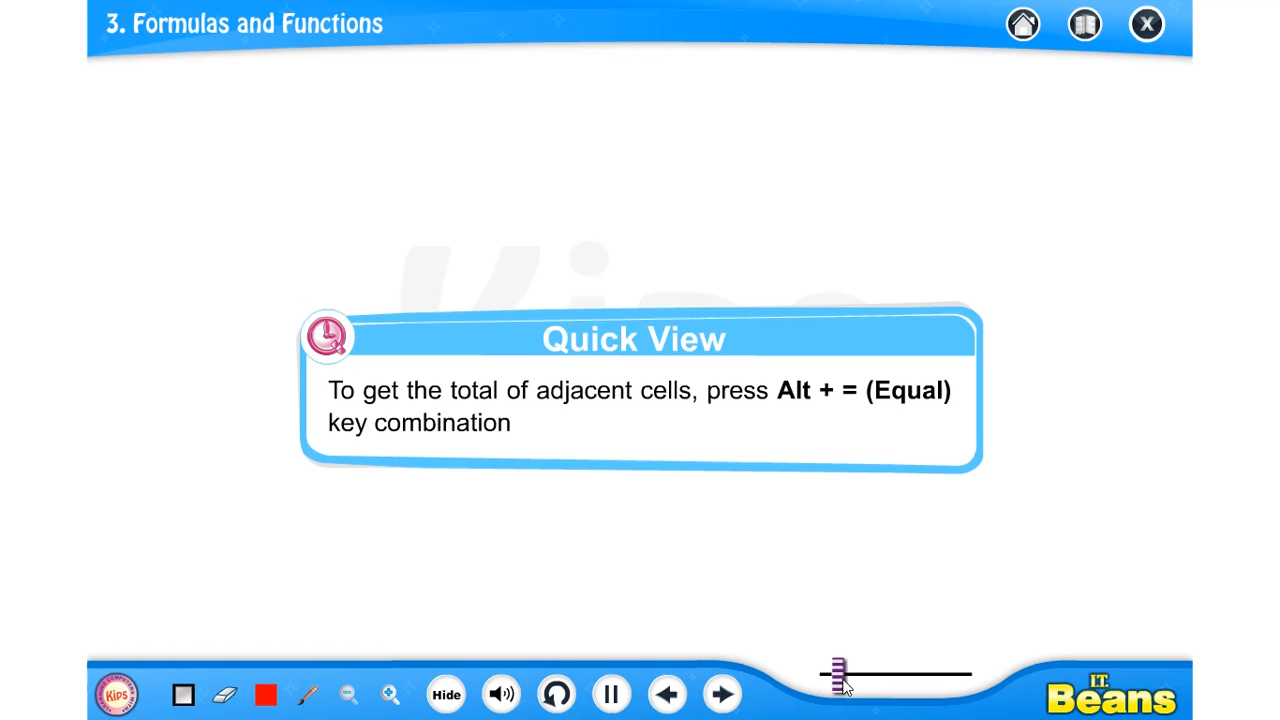 3. Formulas and Functions
X
Kips
Quick View
To get the total of adjacent cells, press Alt + = (Equal)
key combination
Kips
Hide
I.T.
Beans